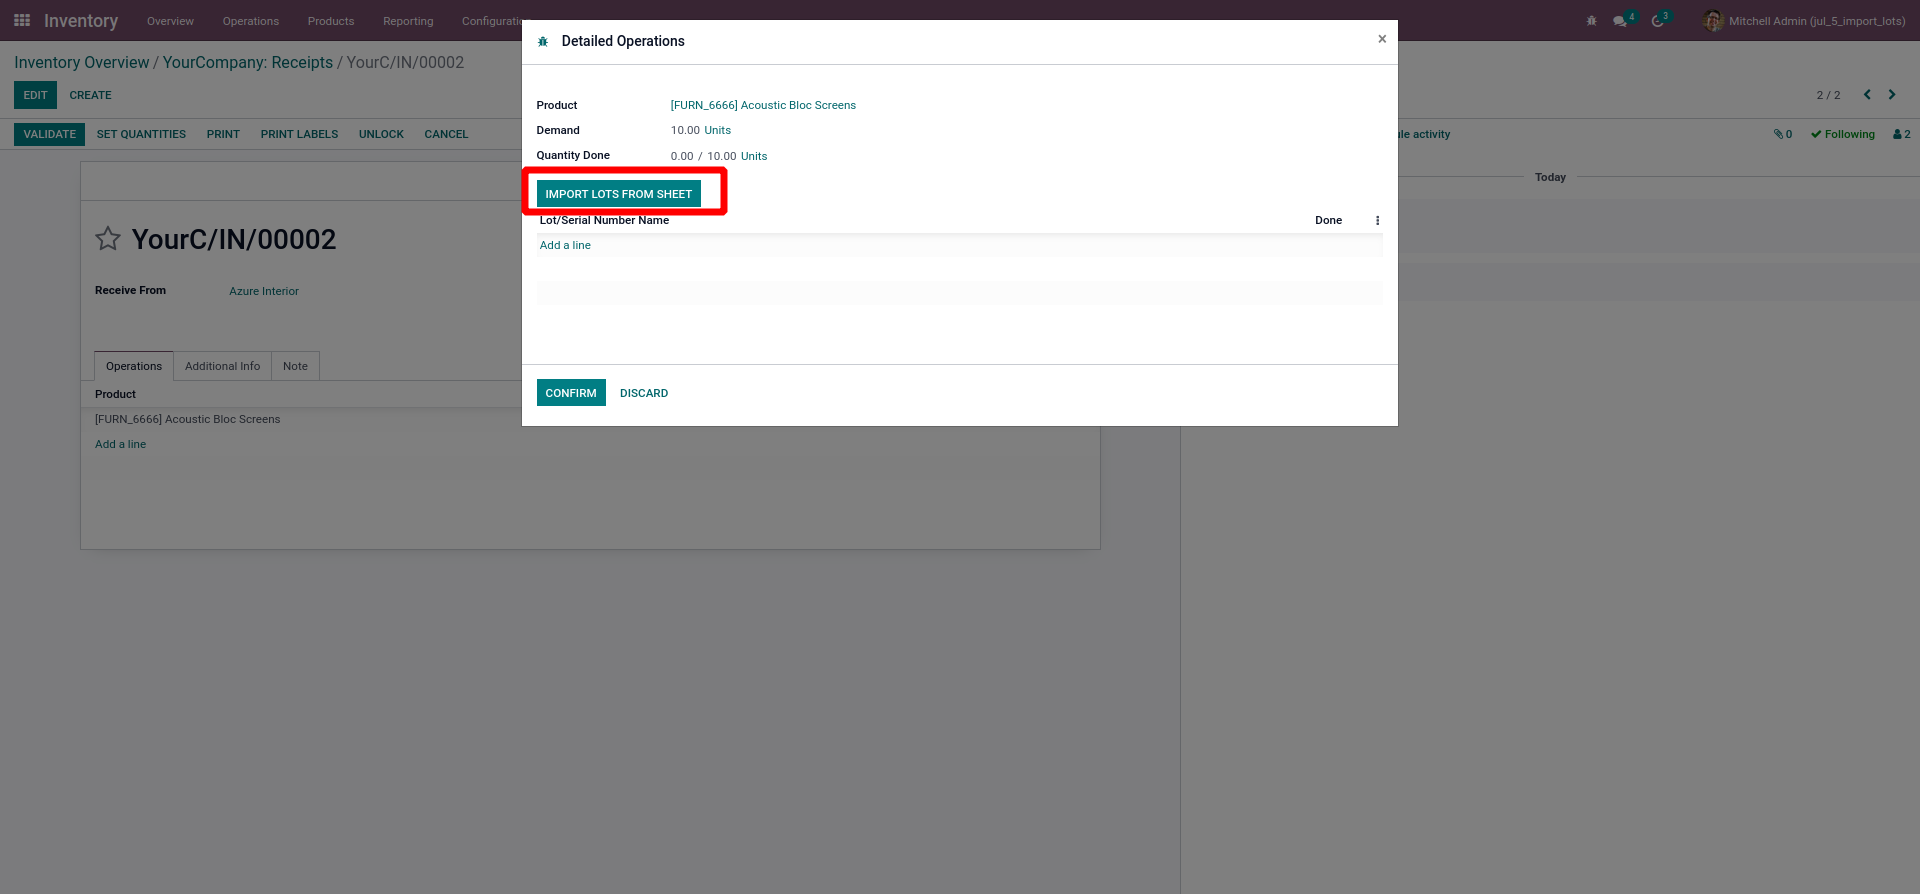 Inventory Overview Operations Products Reporting Configuration 4 3 Mitchell Admin (jul_5_import_lots)
Inventory Overview / YourCompany: Receipts / YourC/IN/00002
EDIT CREATE
2 / 2
VALIDATE SET QUANTITIES PRINT PRINT LABELS UNLOCK CANCEL
ule activity 0 Following 2
Today
YourC/IN/00002
Receive From Azure Interior
Operations Additional Info Note
Product
[FURN_6666] Acoustic Bloc Screens
Add a line
Detailed Operations ×
Product [FURN_6666] Acoustic Bloc Screens
Demand 10.00 Units
Quantity Done 0.00 / 10.00 Units
IMPORT LOTS FROM SHEET
Lot/Serial Number Name Done
Add a line
CONFIRM DISCARD